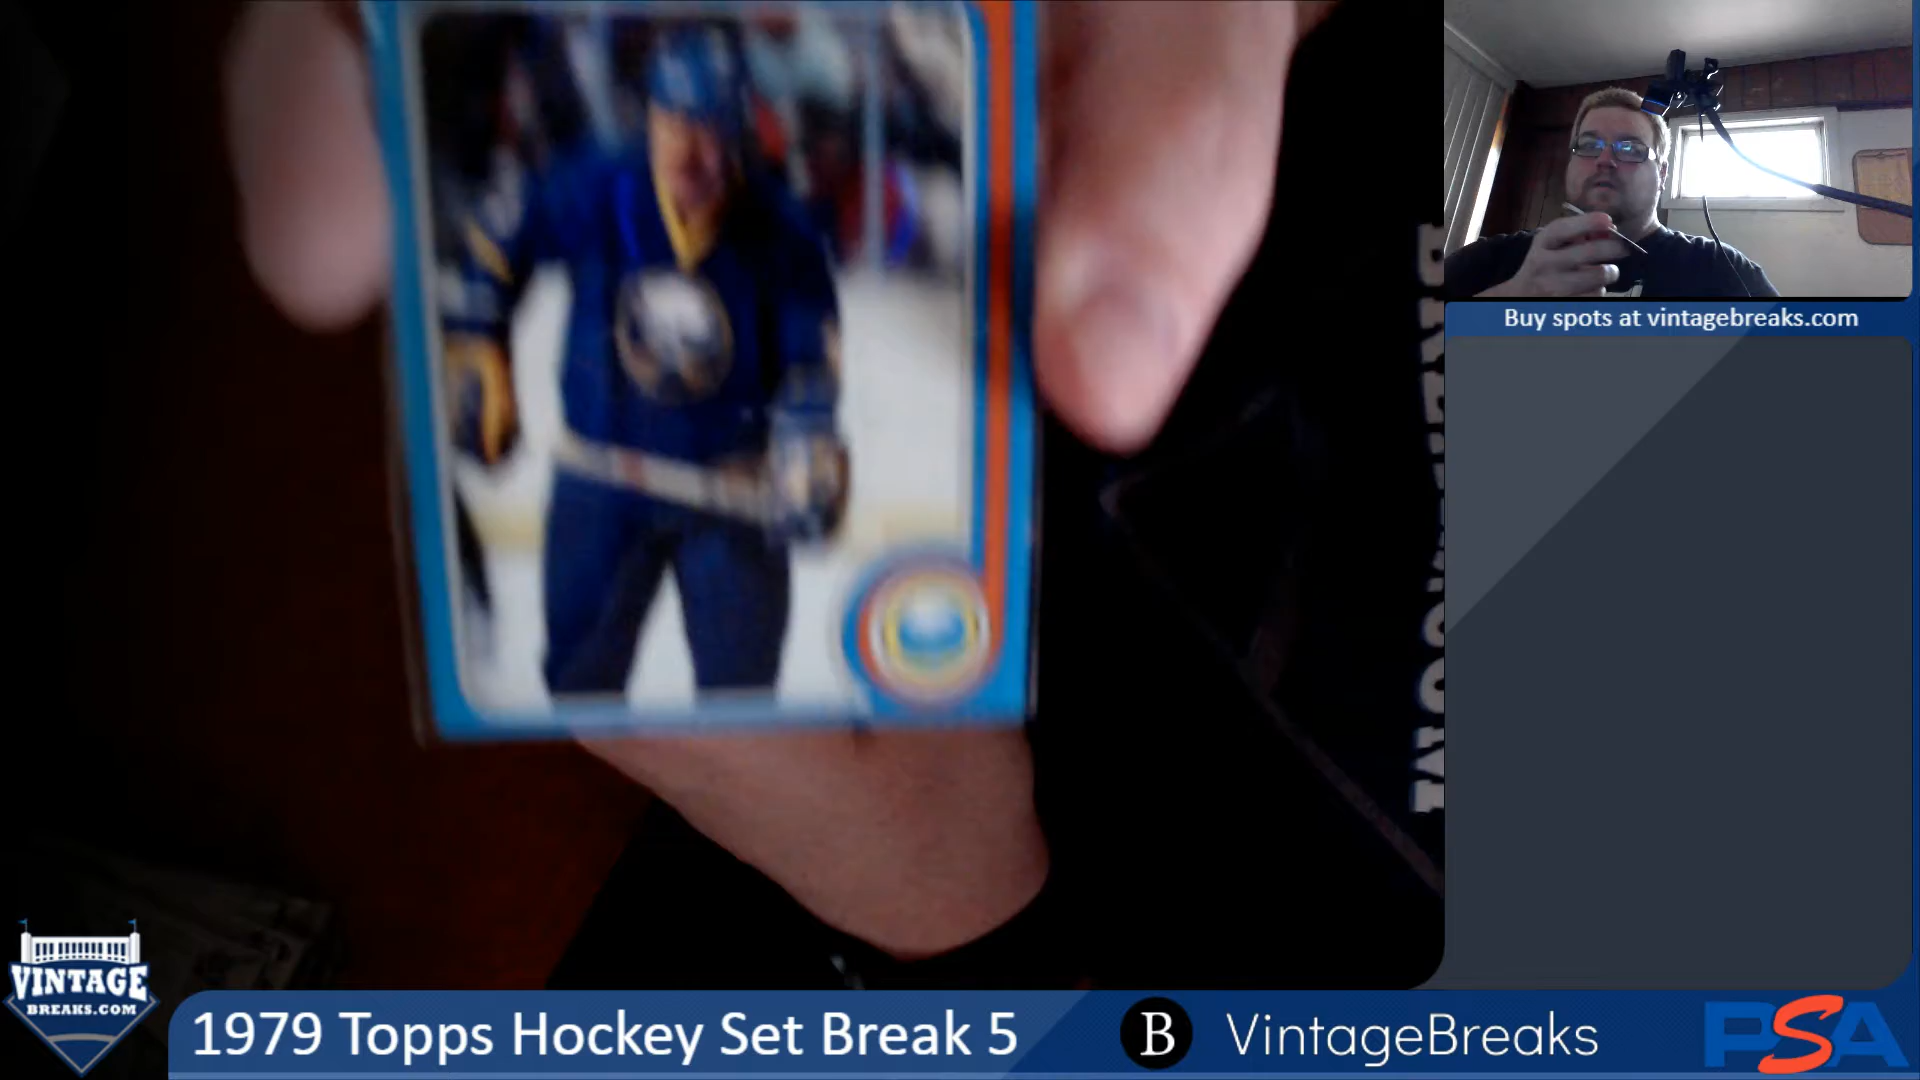 Buy spots at vintagebreaks.com
VINTAGE
BREAKS.COM
1979 Topps Hockey Set Break 5
B VintageBreaks
PSA